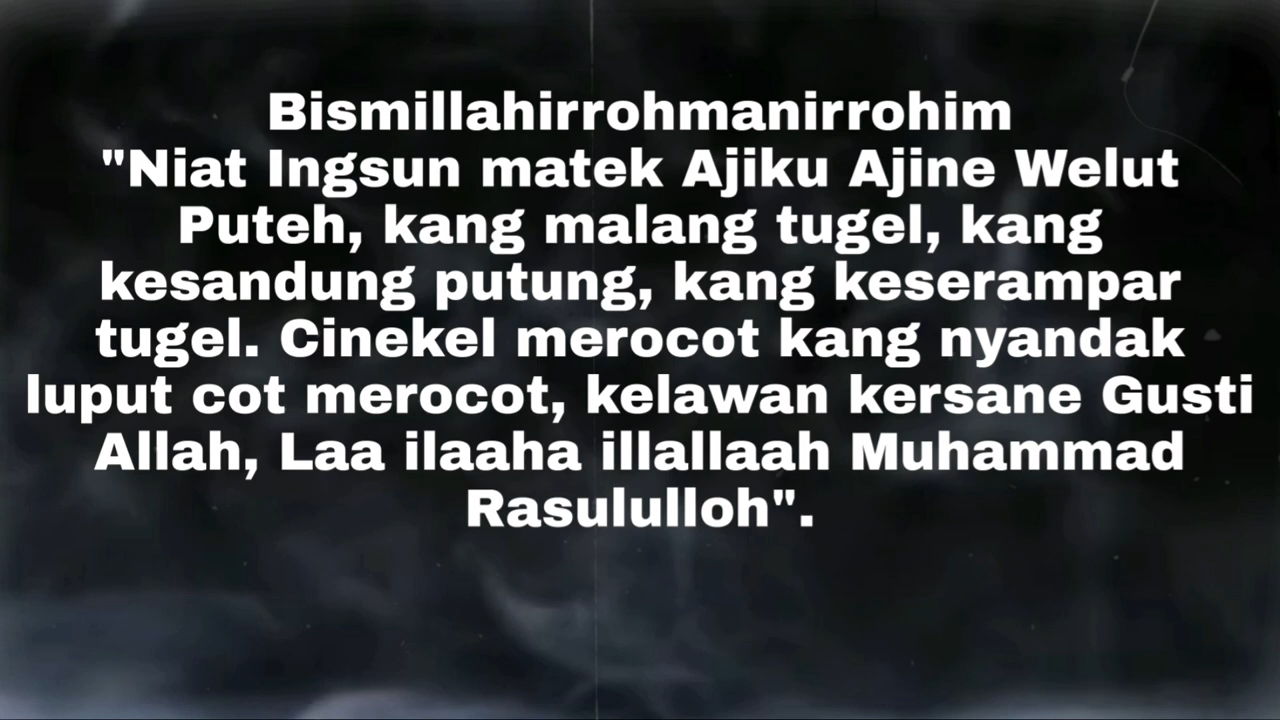 Bismillahirrohmanirrohim
"Niat Ingsun matek Ajiku Ajine Welut
Puteh, kang malang tugel, kang
kesandung putung, kang keserampar
tugel. Cinekel merocot kang nyandak
luput cot merocot, kelawan kersane Gusti
Allah, Laa ilaaha illallaah Muhammad
Rasululloh".